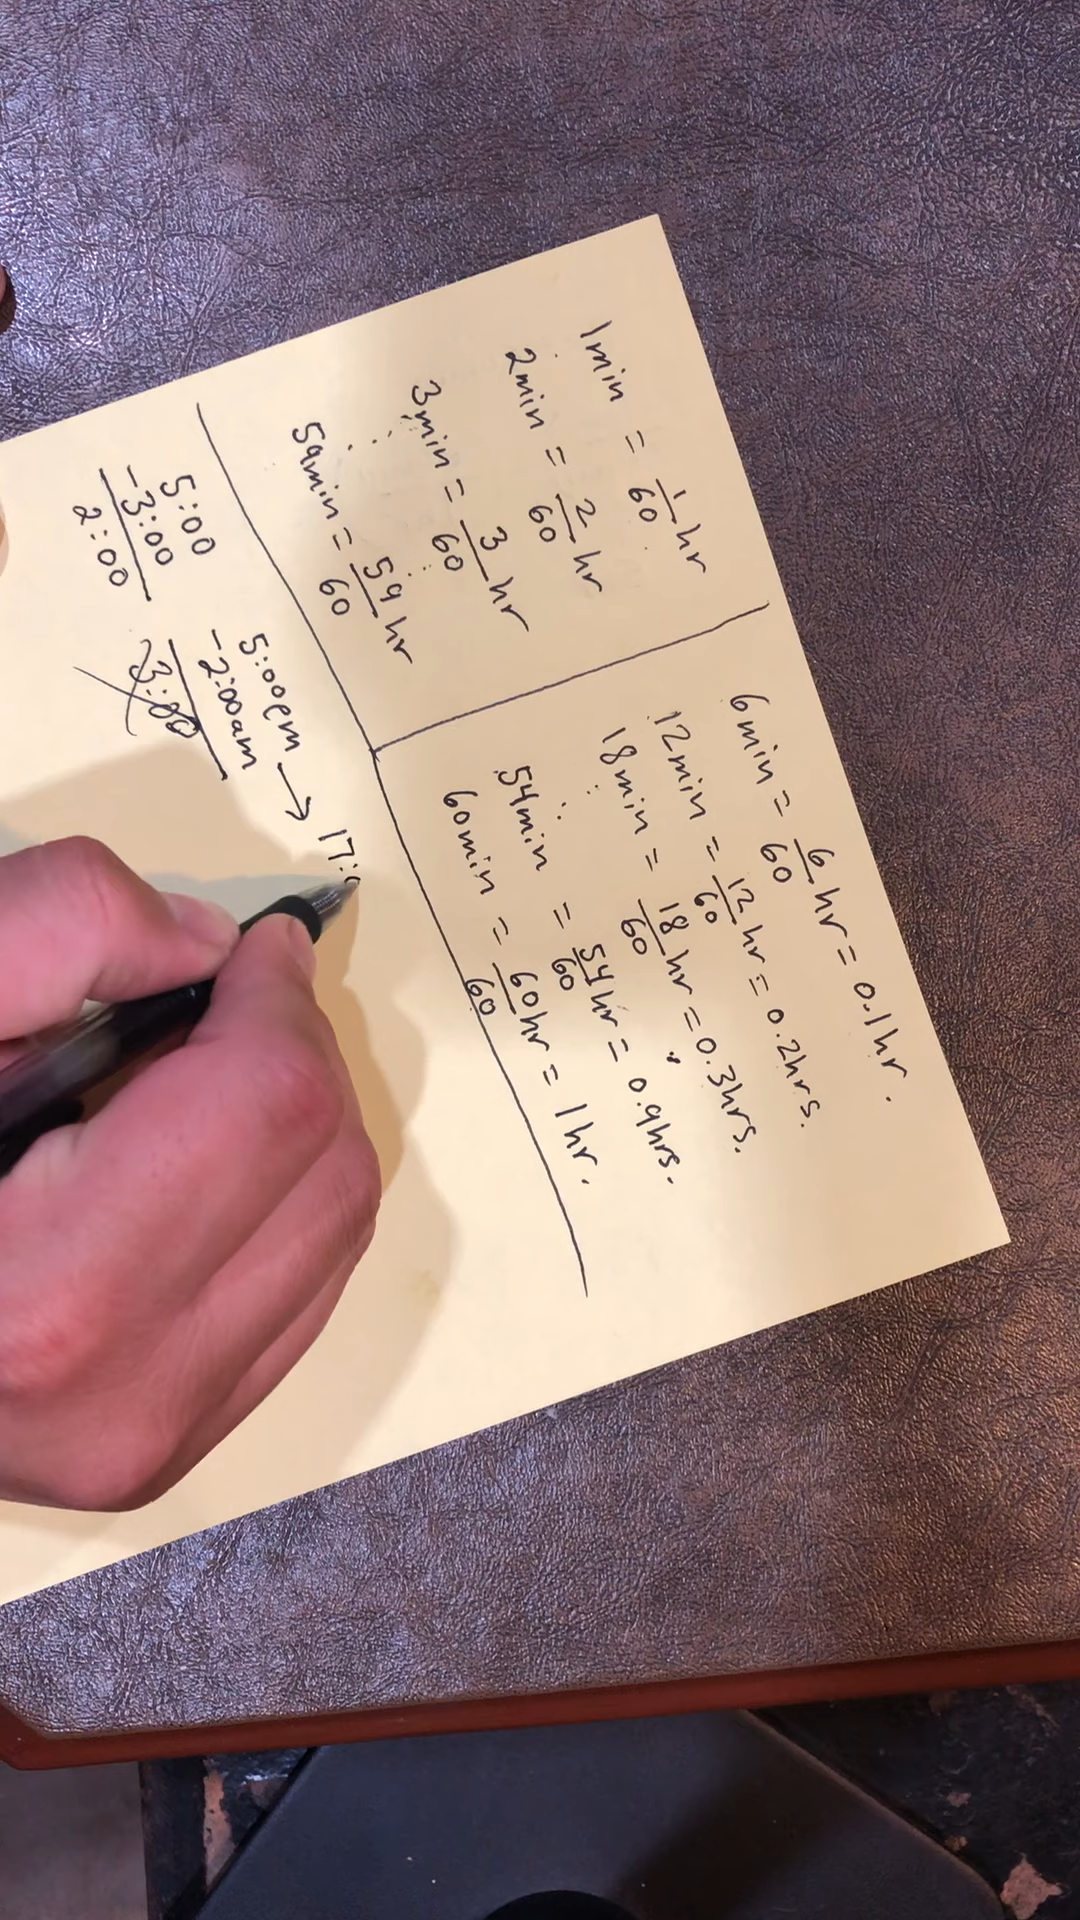 1min = 1/60 hr
2min = 2/60 hr
3min = 3/60 hr
⋮
59min = 59/60 hr
6min = 6/60 hr = 0.1hr.
12min = 12/60 hr = 0.2hrs.
18min = 18/60 hr = 0.3hrs.
⋮
54min = 54/60 hr = 0.9hrs.
60min = 60/60 hr = 1hr.
5:00
-3:00
2:00
5:00pm → 17:
-2:00am
3:00